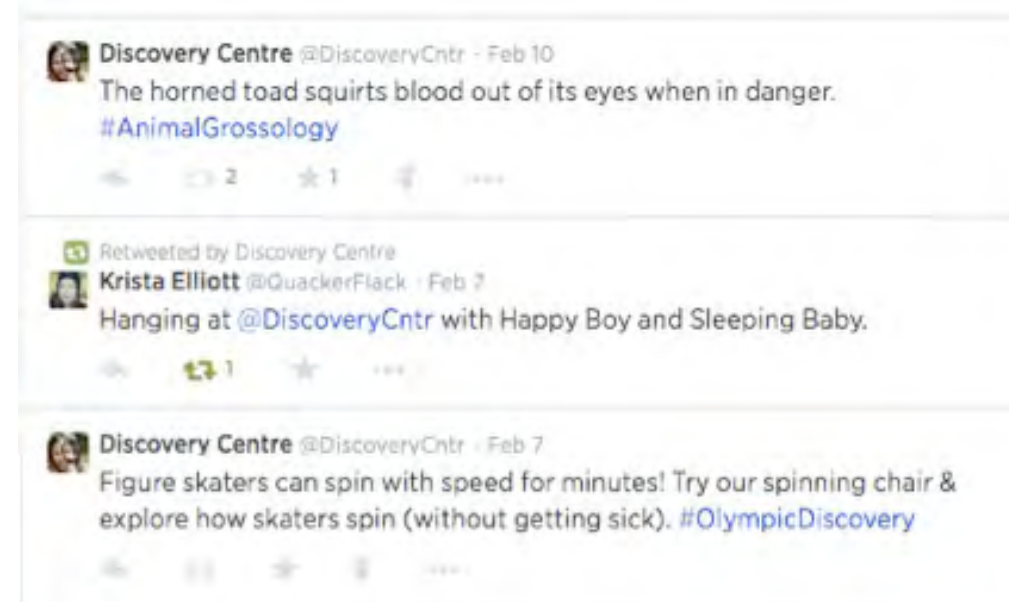 Discovery Centre @DiscoveryCntr · Feb 10
The horned toad squirts blood out of its eyes when in danger.
#AnimalGrossology
2 1
Retweeted by Discovery Centre
Krista Elliott @QuackerFlack · Feb 7
Hanging at @DiscoveryCntr with Happy Boy and Sleeping Baby.
1
Discovery Centre @DiscoveryCntr · Feb 7
Figure skaters can spin with speed for minutes! Try our spinning chair &
explore how skaters spin (without getting sick). #OlympicDiscovery